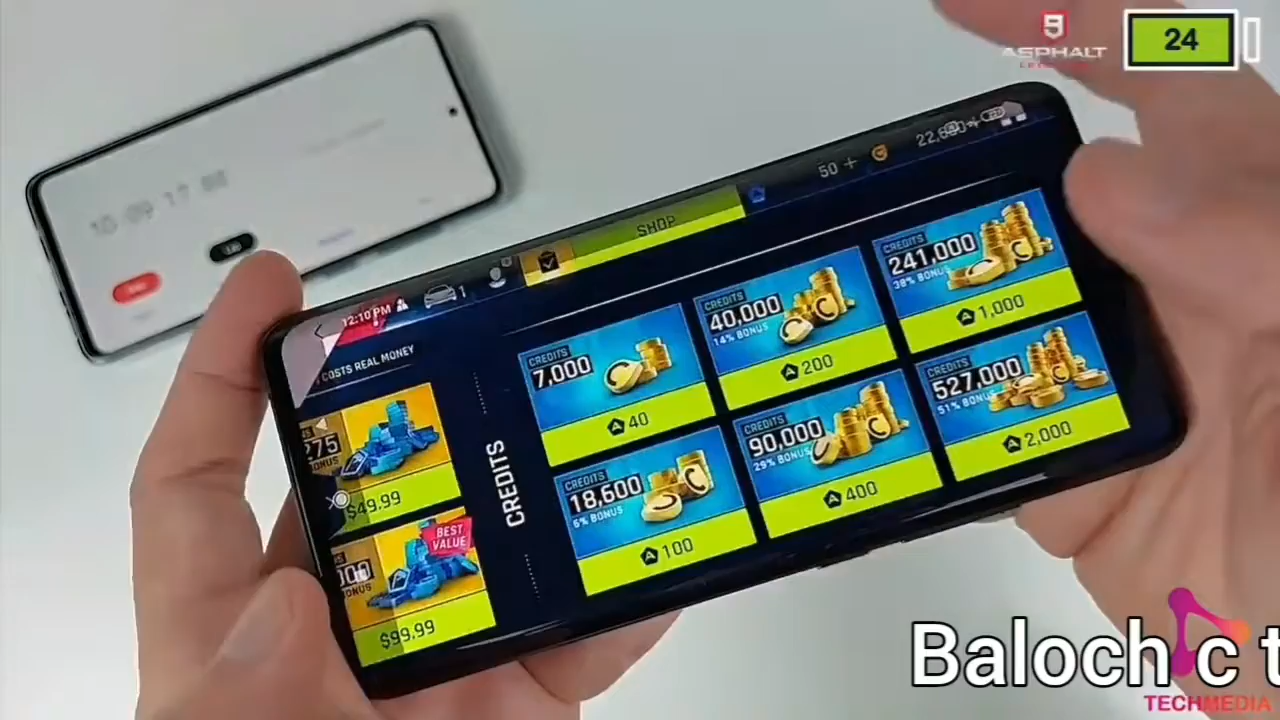 24
ASPHALT
50 +
SHOP
12:10 PM
1
COSTS REAL MONEY
275
BONUS
$49.99
BEST
VALUE
BONUS
$99.99
CREDITS
CREDITS
7,000
40
CREDITS
40,000
14% BONUS
200
CREDITS
241,000
38% BONUS
1,000
CREDITS
18,600
6% BONUS
100
CREDITS
90,000
29% BONUS
400
CREDITS
527,000
51% BONUS
2,000
Baloch c t
TECHMEDIA